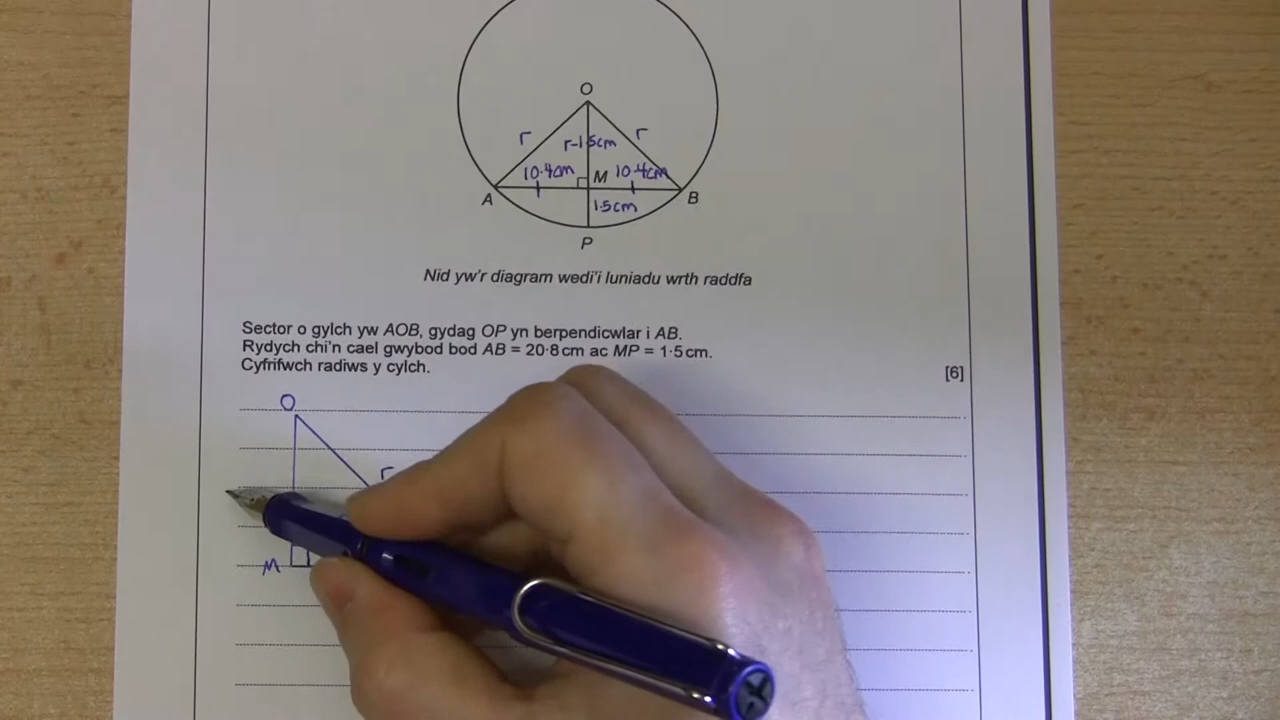 O
r
r-1.5cm
r
10.4cm
M
10.4cm
A
1.5cm
B
P
Nid yw'r diagram wedi'i luniadu wrth raddfa
Sector o gylch yw AOB, gydag OP yn berpendicwlar i AB.
Rydych chi'n cael gwybod bod AB = 20·8 cm ac MP = 1·5 cm.
Cyfrifwch radiws y cylch.
[6]
O
r
M